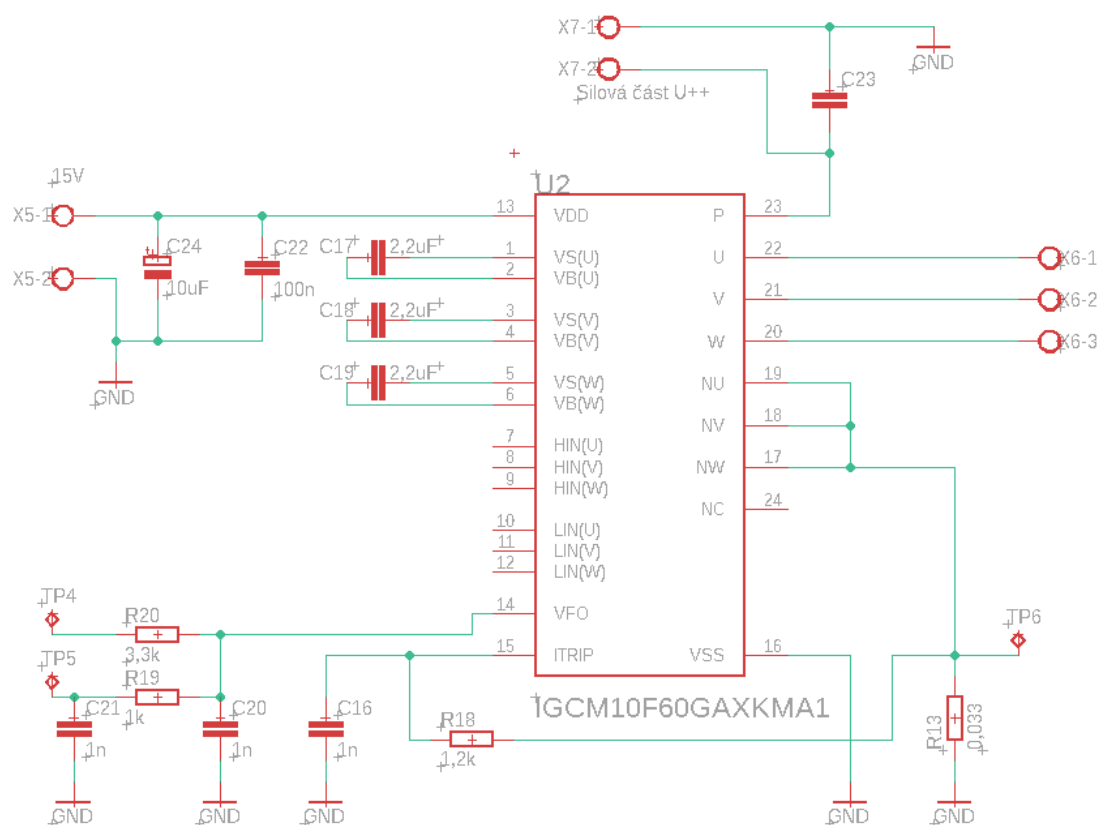 X7-1
GND
X7-2
C23
Silová část U++
15V
U2
X5-1
13
VDD
P
23
C24
C22
C17
2,2uF
1
VS(U)
U
22
X6-1
X5-2
10uF
100n
2
VB(U)
V
21
X6-2
C18
2,2uF
3
VS(V)
4
VB(V)
W
20
X6-3
GND
C19
2,2uF
5
VS(W)
NU
19
6
VB(W)
NV
18
7
HIN(U)
8
HIN(V)
NW
17
9
HIN(W)
NC
24
10
LIN(U)
11
LIN(V)
12
LIN(W)
TP4
R20
3,3k
14
VFO
TP6
TP5
R19
1k
15
ITRIP
VSS
16
C21
1n
C20
1n
C16
1n
R18
1,2k
IGCM10F60GAXKMA1
R13
0,033
GND
GND
GND
GND
GND